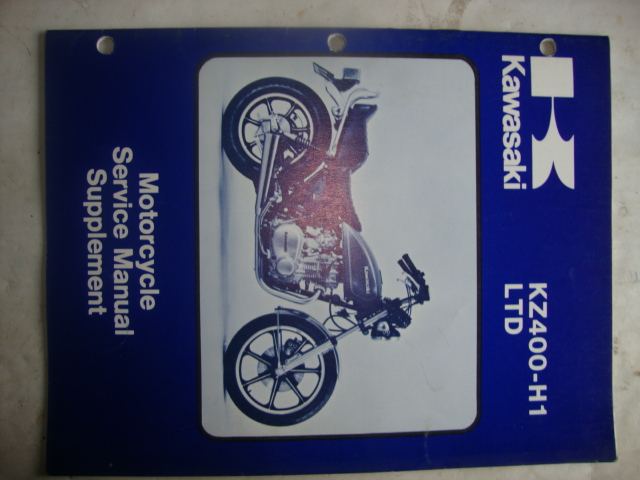 Kawasaki
KZ400-H1
LTD
Motorcycle
Service Manual
Supplement